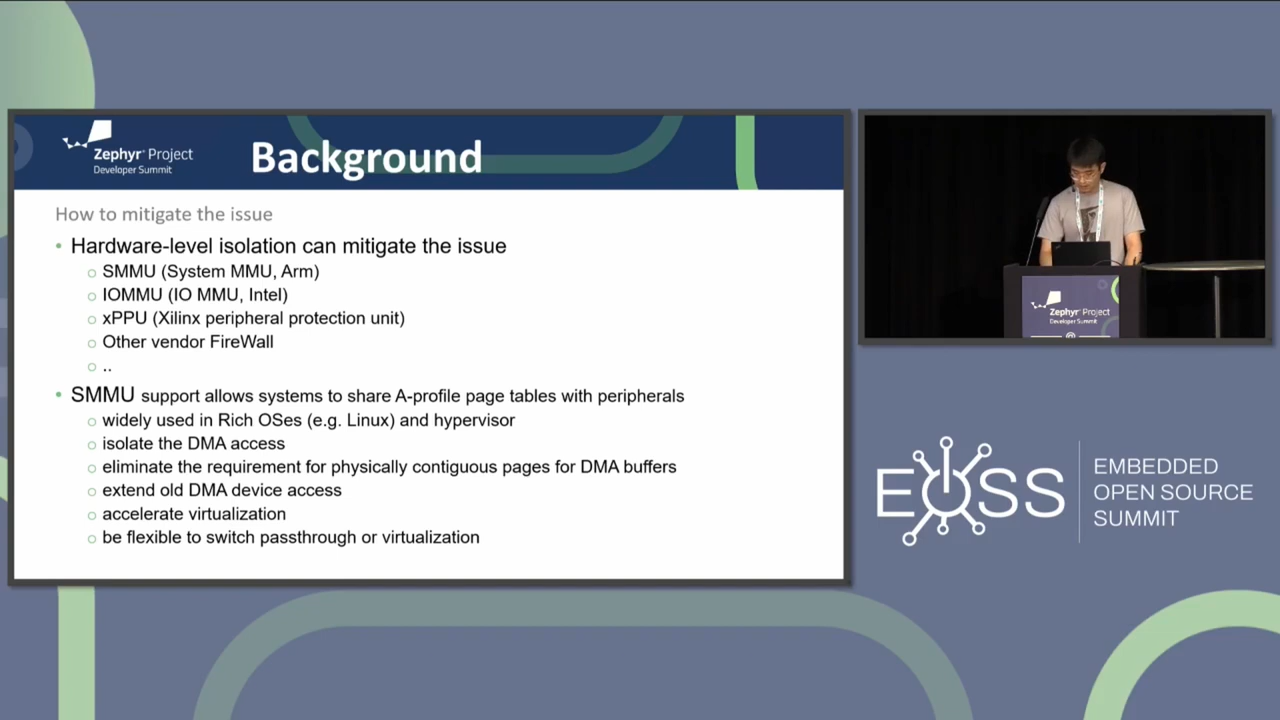 Zephyr® Project
Developer Summit
Background
How to mitigate the issue
• Hardware-level isolation can mitigate the issue
○ SMMU (System MMU, Arm)
○ IOMMU (IO MMU, Intel)
○ xPPU (Xilinx peripheral protection unit)
○ Other vendor FireWall
○ ..
• SMMU support allows systems to share A-profile page tables with peripherals
○ widely used in Rich OSes (e.g. Linux) and hypervisor
○ isolate the DMA access
○ eliminate the requirement for physically contiguous pages for DMA buffers
○ extend old DMA device access
○ accelerate virtualization
○ be flexible to switch passthrough or virtualization
Zephyr Project
Developer Summit
EOSS
EMBEDDED
OPEN SOURCE
SUMMIT